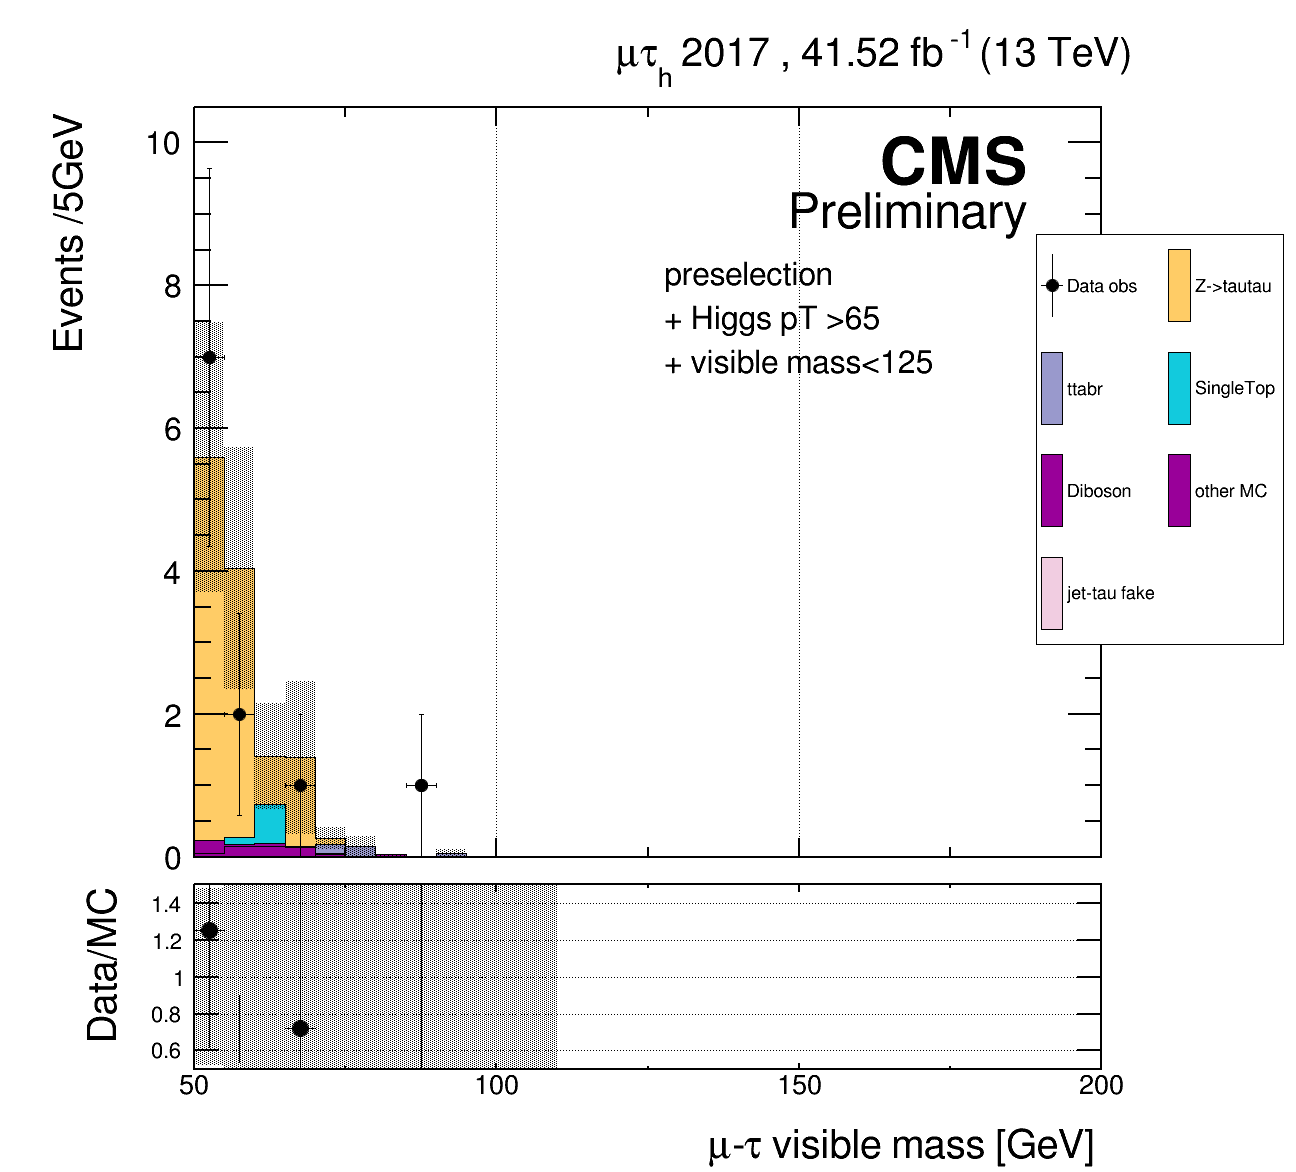 μτh 2017 , 41.52 fb-1 (13 TeV)
Events /5GeV
10
8
6
4
2
0
CMS
Preliminary
preselection
+ Higgs pT >65
+ visible mass<125
Data obs
Z->tautau
ttabr
SingleTop
Diboson
other MC
jet-tau fake
Data/MC
1.4
1.2
1
0.8
0.6
50
100
150
200
μ-τ visible mass [GeV]